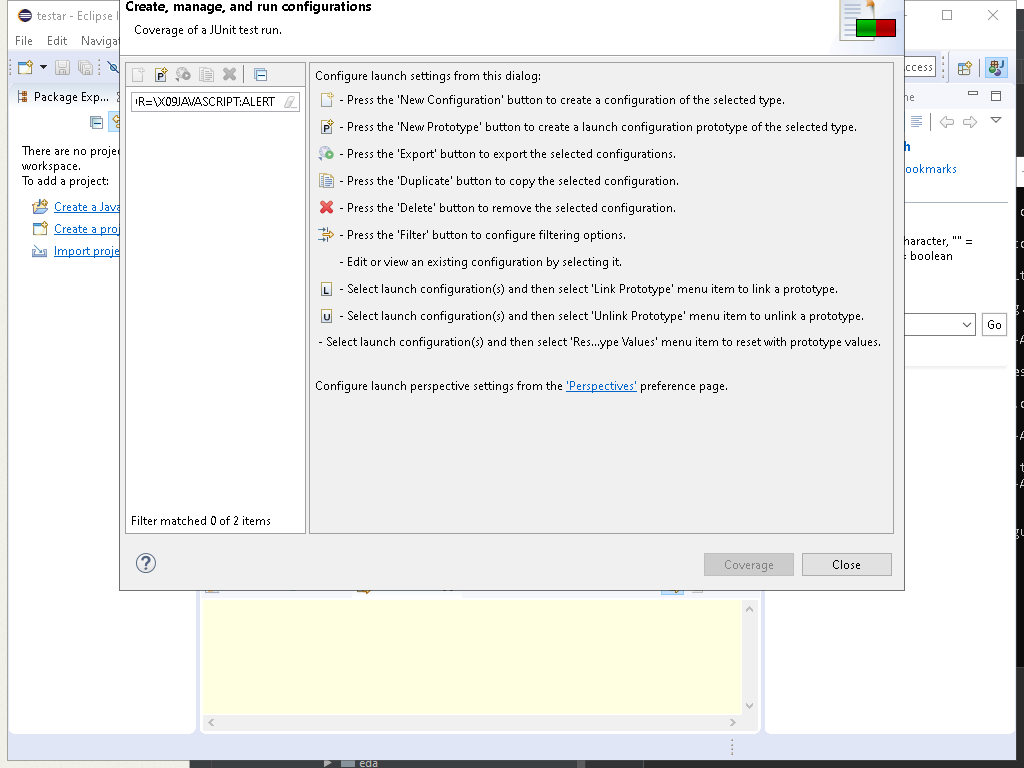 Create, manage, and run configurations
testar - Eclipse
Coverage of a JUnit test run.
File Edit Naviga
ccess
Package Exp...
Configure launch settings from this dialog:
- Press the 'New Configuration' button to create a configuration of the selected type.
R=\X09JAVASCRIPT:ALERT
- Press the 'New Prototype' button to create a launch configuration prototype of the selected type.
There are no projec
workspace.
To add a project:
- Press the 'Export' button to export the selected configurations.
ookmarks
- Press the 'Duplicate' button to copy the selected configuration.
Create a Java
- Press the 'Delete' button to remove the selected configuration.
Create a proj
- Press the 'Filter' button to configure filtering options.
haracter, "" =
= boolean
Import proje
- Edit or view an existing configuration by selecting it.
L - Select launch configuration(s) and then select 'Link Prototype' menu item to link a prototype.
U - Select launch configuration(s) and then select 'Unlink Prototype' menu item to unlink a prototype.
Go
- Select launch configuration(s) and then select 'Res...ype Values' menu item to reset with prototype values.
Configure launch perspective settings from the 'Perspectives' preference page.
Filter matched 0 of 2 items
?
Coverage
Close
eda